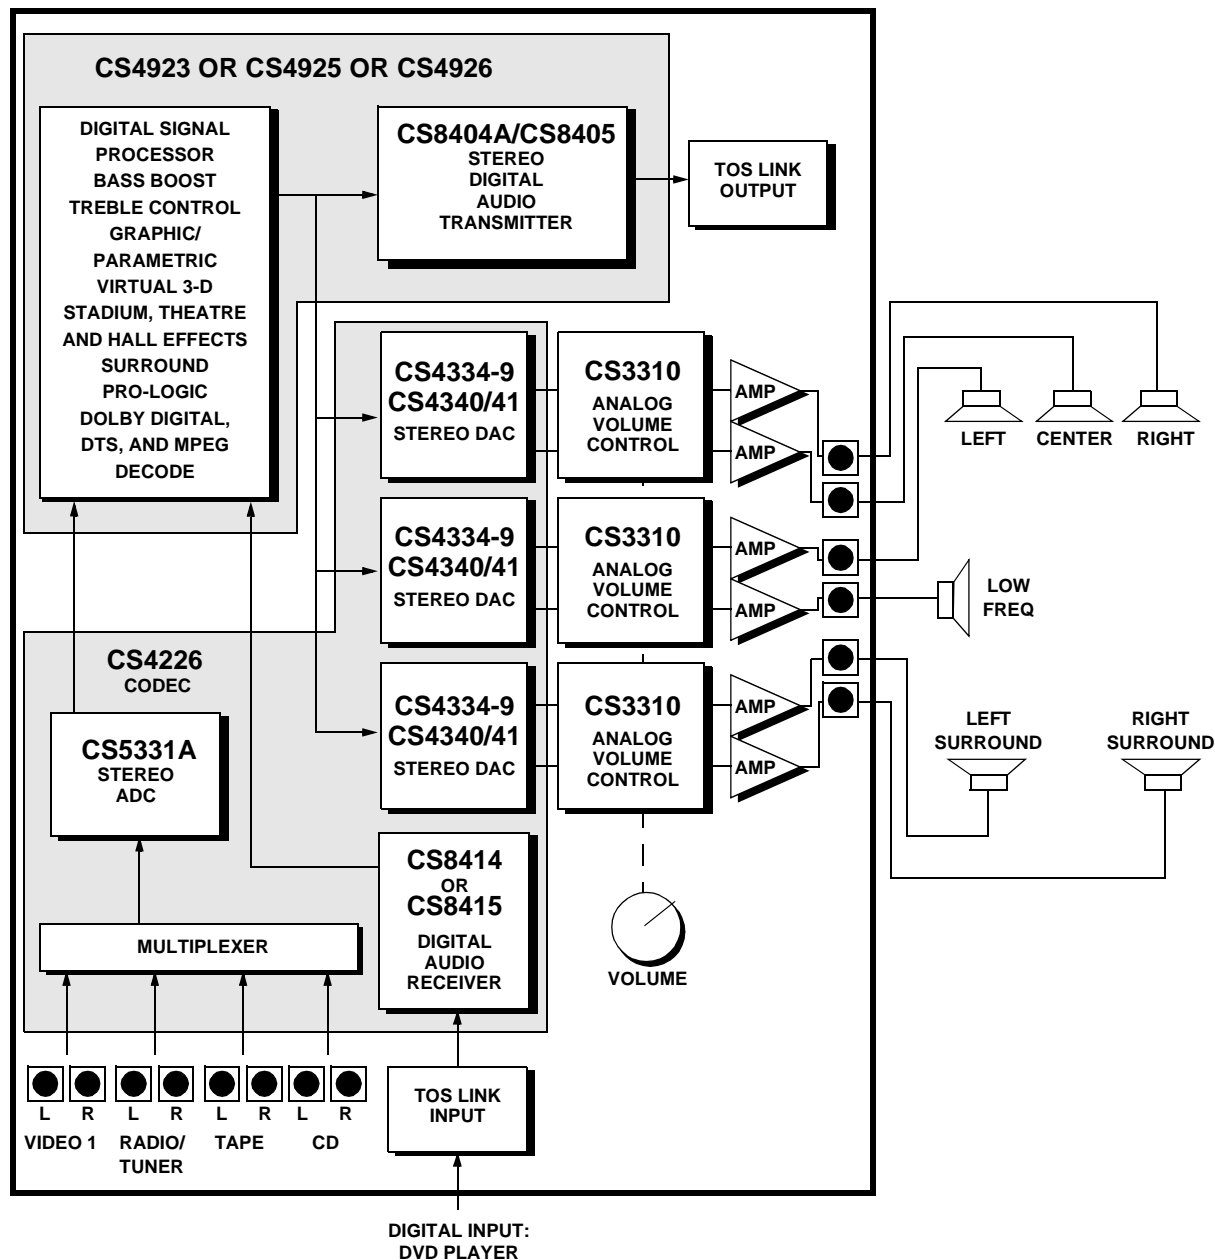 CS4923 OR CS4925 OR CS4926
DIGITAL SIGNAL
PROCESSOR
BASS BOOST
TREBLE CONTROL
GRAPHIC/
PARAMETRIC
VIRTUAL 3-D
STADIUM, THEATRE
AND HALL EFFECTS
SURROUND
PRO-LOGIC
DOLBY DIGITAL,
DTS, AND MPEG
DECODE
CS8404A/CS8405
STEREO
DIGITAL
AUDIO
TRANSMITTER
TOS LINK
OUTPUT
CS4334-9
CS4340/41
STEREO DAC
CS3310
ANALOG
VOLUME
CONTROL
AMP
AMP
LEFT
CENTER
RIGHT
CS4334-9
CS4340/41
STEREO DAC
CS3310
ANALOG
VOLUME
CONTROL
AMP
AMP
LOW
FREQ
CS4226
CODEC
CS4334-9
CS4340/41
STEREO DAC
CS3310
ANALOG
VOLUME
CONTROL
AMP
AMP
LEFT
SURROUND
RIGHT
SURROUND
CS5331A
STEREO
ADC
CS8414
OR
CS8415
DIGITAL
AUDIO
RECEIVER
MULTIPLEXER
VOLUME
L R L R L R L R
VIDEO 1
RADIO/
TUNER
TAPE
CD
TOS LINK
INPUT
DIGITAL INPUT:
DVD PLAYER